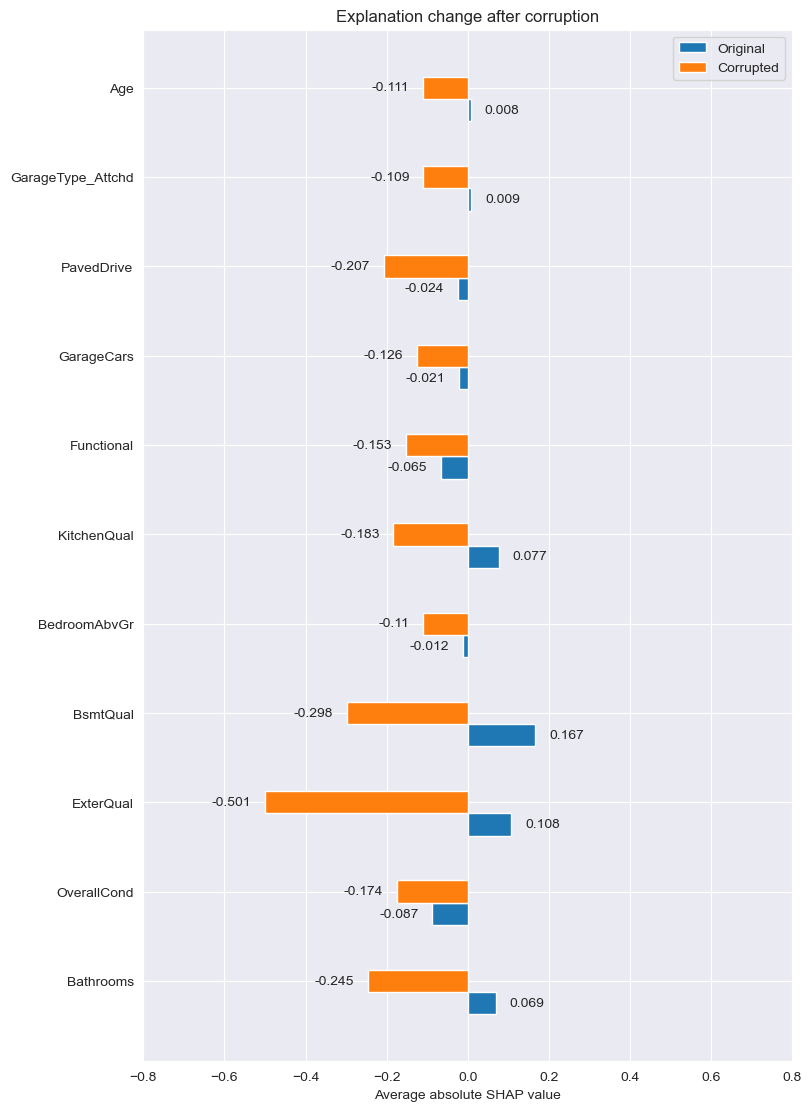 Explanation change after corruption
Original
Corrupted
Age
-0.111
0.008
GarageType_Attchd
-0.109
0.009
PavedDrive
-0.207
-0.024
GarageCars
-0.126
-0.021
Functional
-0.153
-0.065
KitchenQual
-0.183
0.077
BedroomAbvGr
-0.11
-0.012
BsmtQual
-0.298
0.167
ExterQual
-0.501
0.108
OverallCond
-0.174
-0.087
Bathrooms
-0.245
0.069
-0.8 -0.6 -0.4 -0.2 0.0 0.2 0.4 0.6 0.8
Average absolute SHAP value